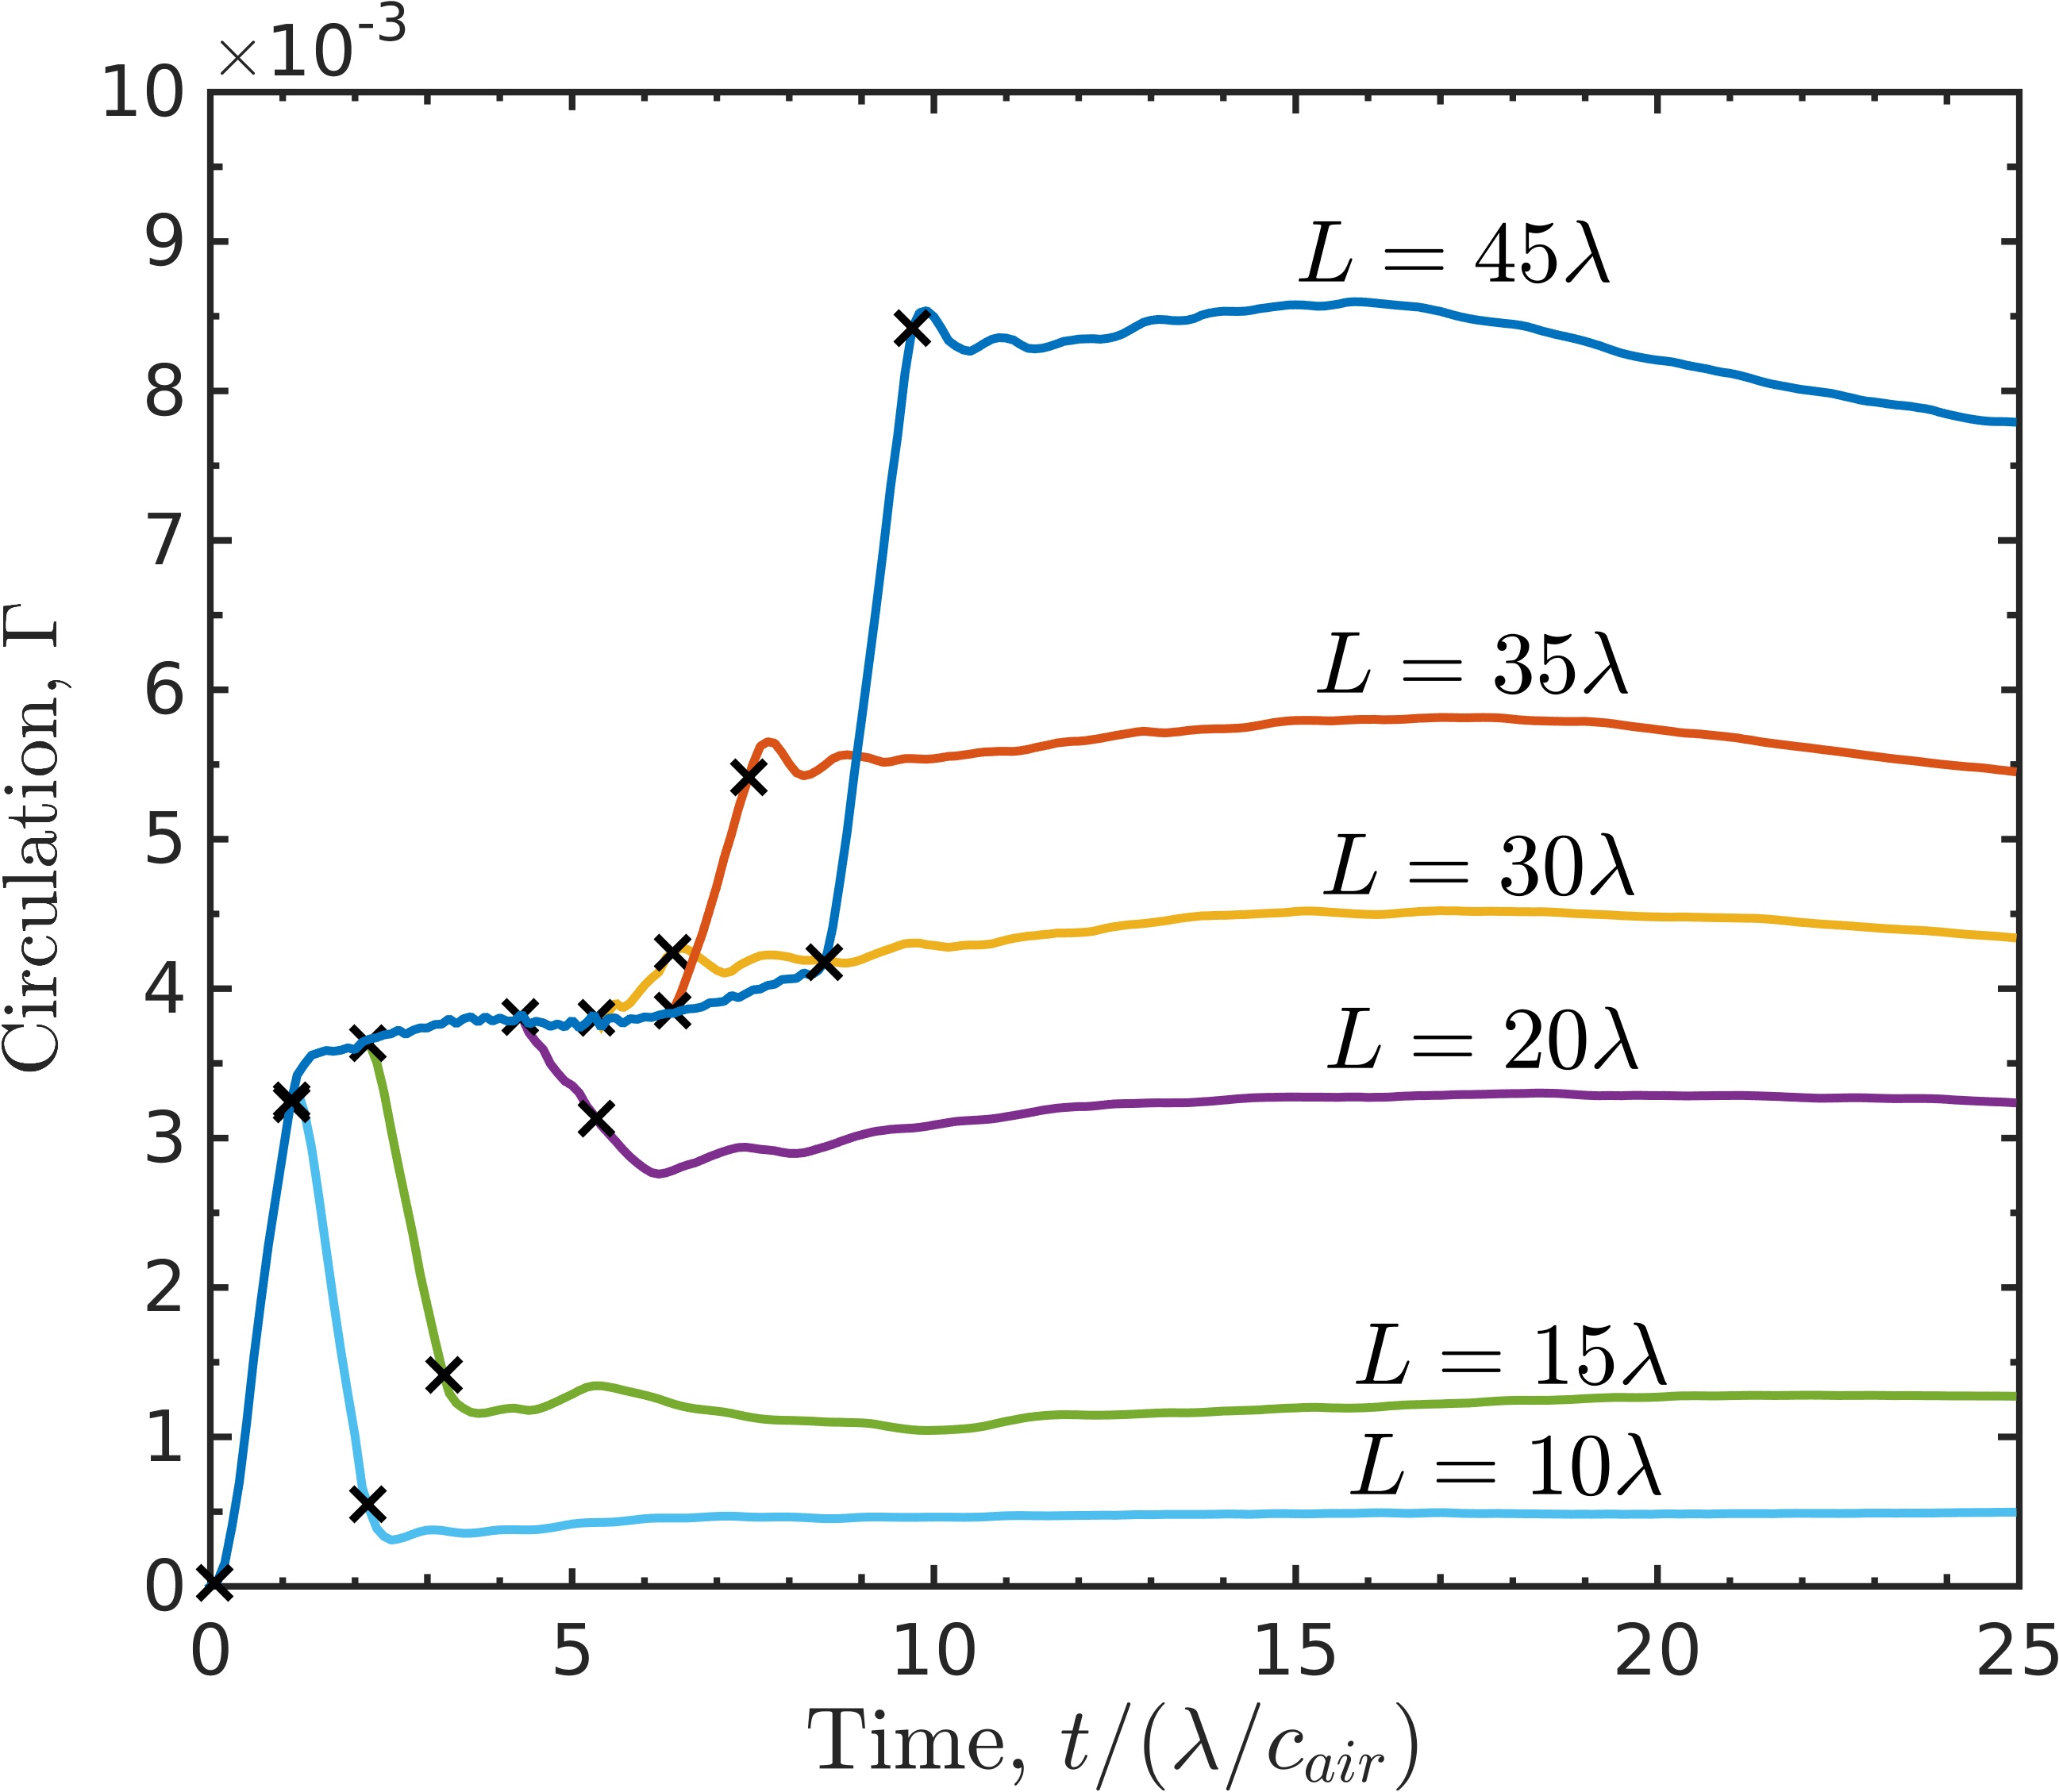 ×10-3
10
9
8
7
6
5
4
3
2
1
0
Circulation, Γ
L = 45λ
L = 35λ
L = 30λ
L = 20λ
L = 15λ
L = 10λ
0 5 10 15 20 25
Time, t/(λ/cair)